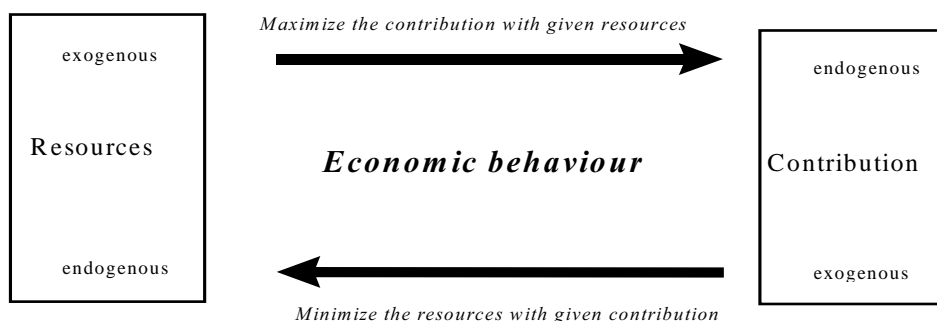 Maximize the contribution with given resources
exogenous
endogenous
Resources
Economic behaviour
Contribution
endogenous
exogenous
Minimize the resources with given contribution